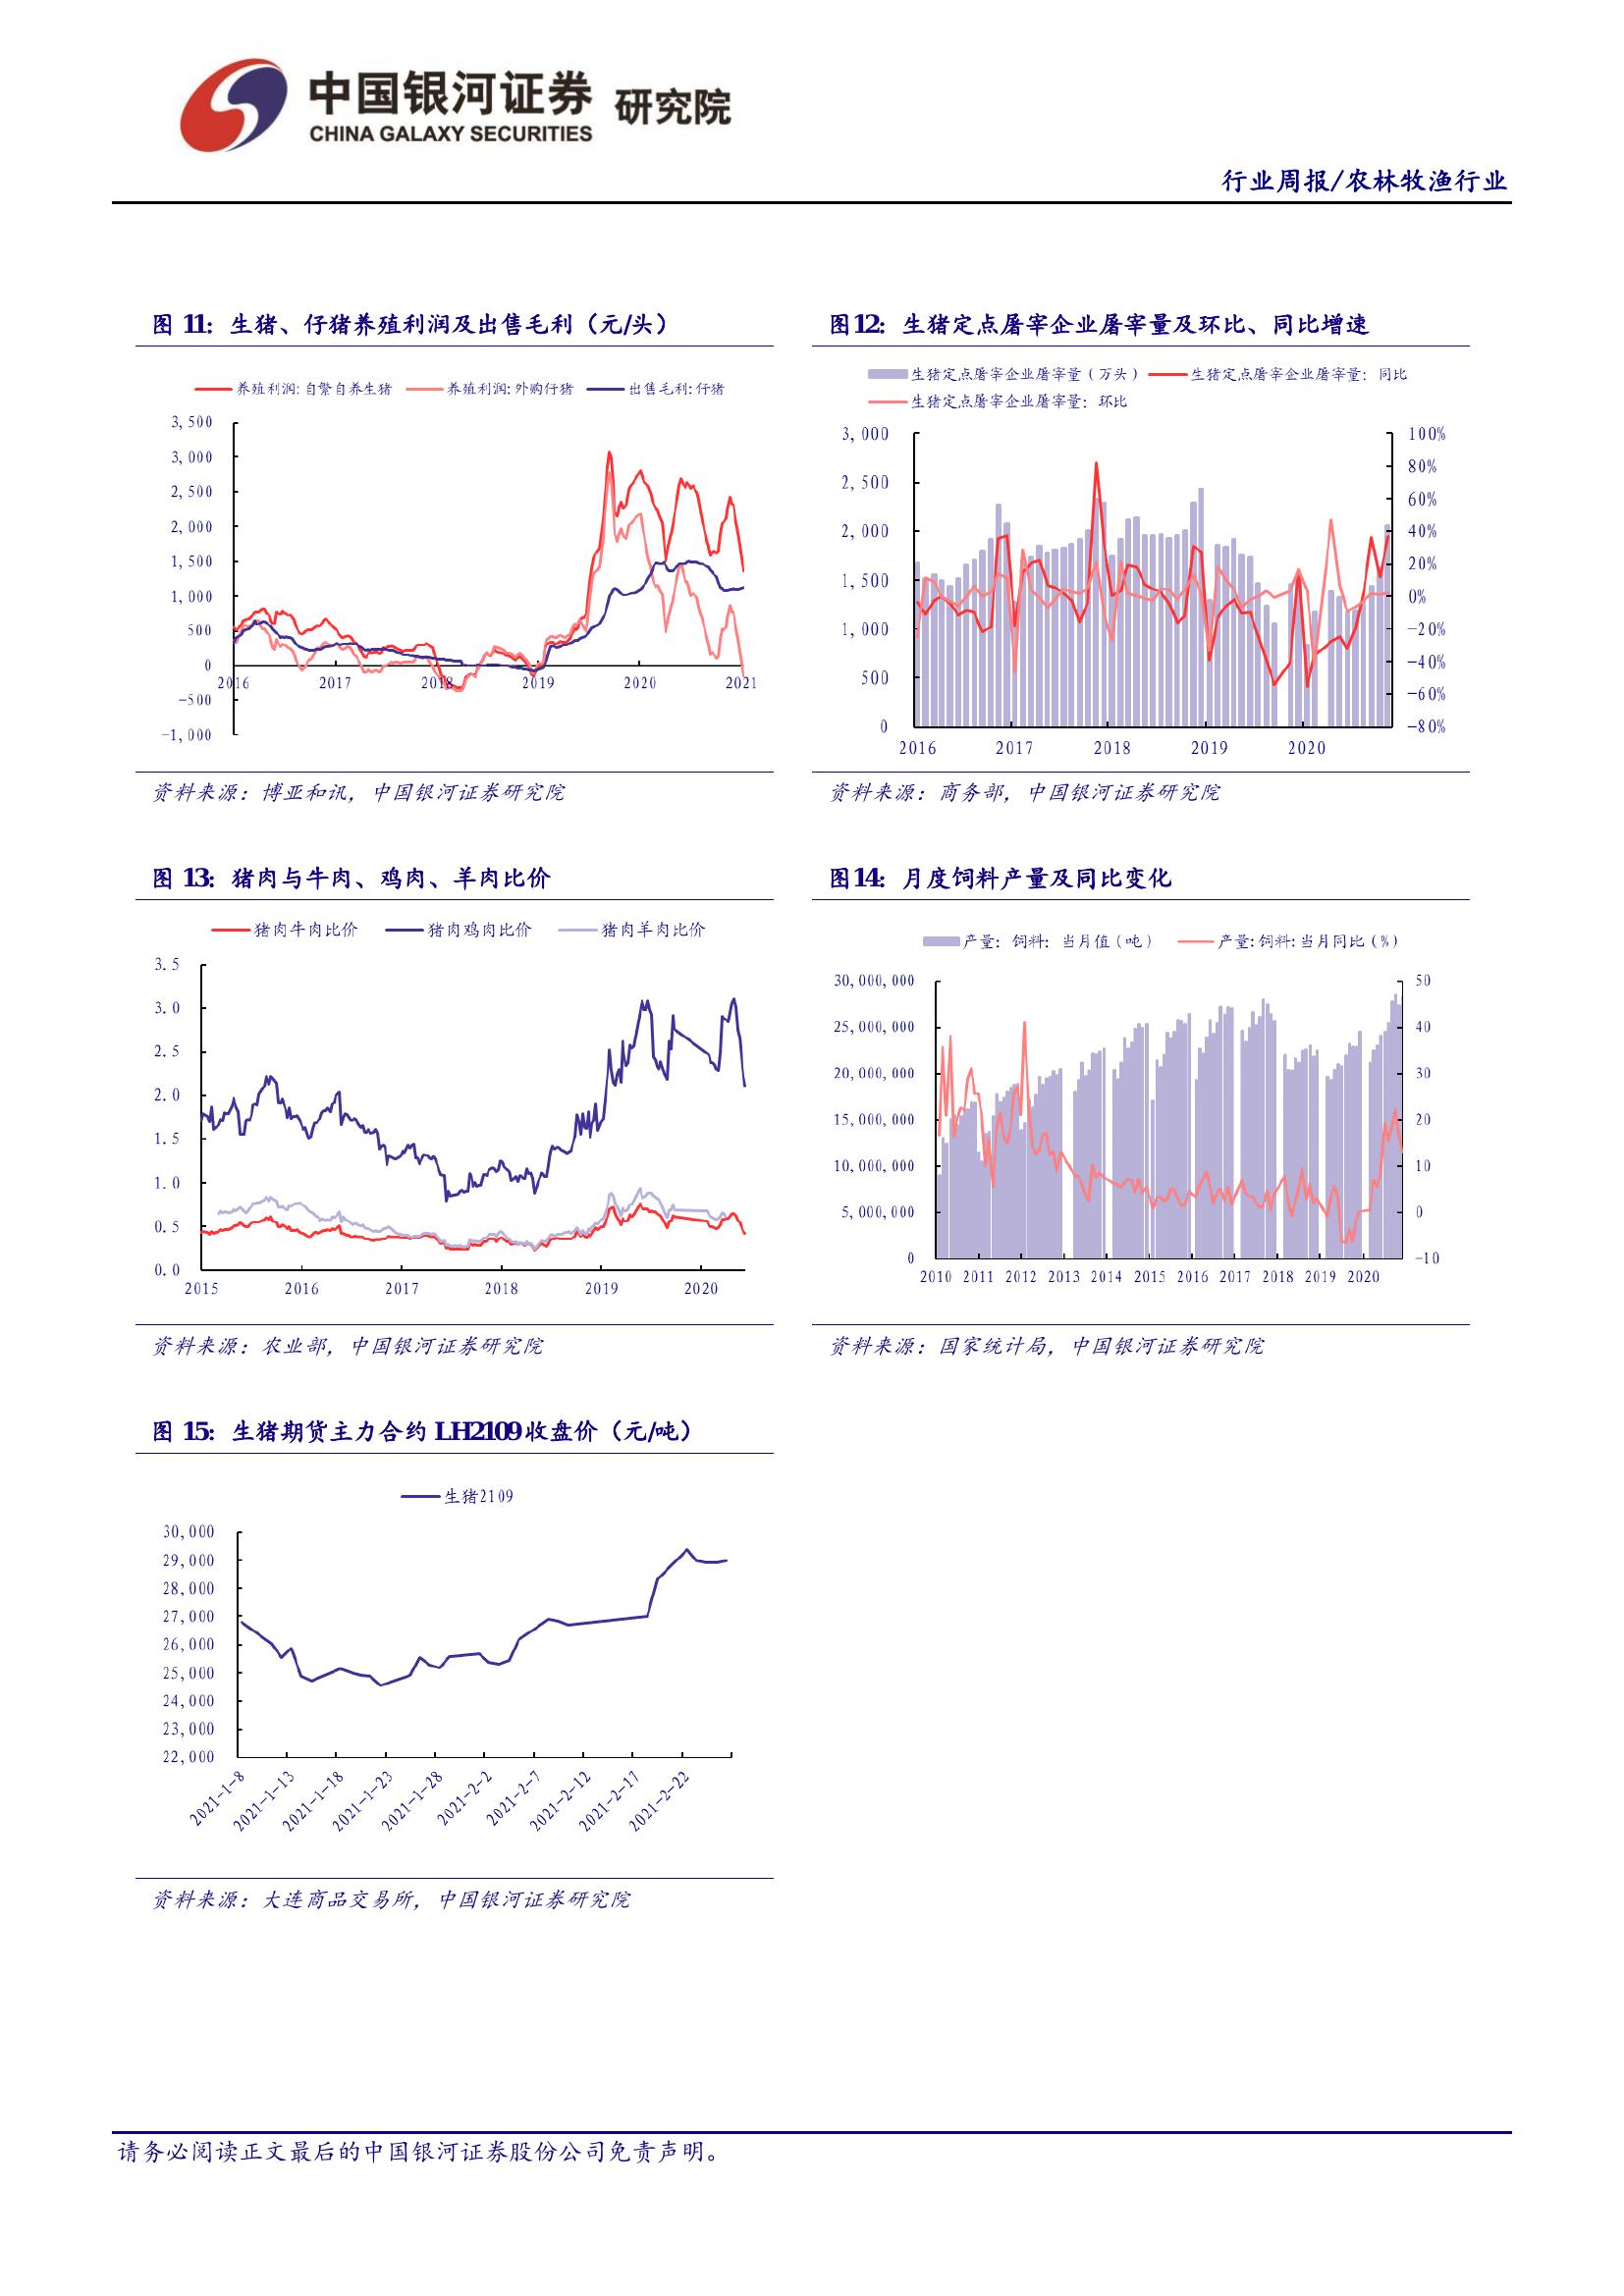 中国银河证券 研究院
CHINA GALAXY SECURITIES
行业周报/农林牧渔行业
图 11: 生猪、仔猪养殖利润及出售毛利（元/头）
养殖利润:自繁自养生猪 养殖利润:外购仔猪 出售毛利:仔猪
3,500
3,000
2,500
2,000
1,500
1,000
500
0
-500
-1,000
2016 2017 2018 2019 2020 2021
资料来源：博亚和讯，中国银河证券研究院
图12: 生猪定点屠宰企业屠宰量及环比、同比增速
生猪定点屠宰企业屠宰量（万头） 生猪定点屠宰企业屠宰量：同比
生猪定点屠宰企业屠宰量：环比
3,000
2,500
2,000
1,500
1,000
500
0
100%
80%
60%
40%
20%
0%
-20%
-40%
-60%
-80%
2016 2017 2018 2019 2020
资料来源：商务部，中国银河证券研究院
图 13: 猪肉与牛肉、鸡肉、羊肉比价
猪肉牛肉比价 猪肉鸡肉比价 猪肉羊肉比价
3.5
3.0
2.5
2.0
1.5
1.0
0.5
0.0
2015 2016 2017 2018 2019 2020
资料来源：农业部，中国银河证券研究院
图14: 月度饲料产量及同比变化
产量：饲料：当月值（吨） 产量:饲料:当月同比(%)
30,000,000
25,000,000
20,000,000
15,000,000
10,000,000
5,000,000
0
50
40
30
20
10
0
-10
2010 2011 2012 2013 2014 2015 2016 2017 2018 2019 2020
资料来源：国家统计局，中国银河证券研究院
图 15: 生猪期货主力合约 LH2109 收盘价（元/吨）
生猪2109
30,000
29,000
28,000
27,000
26,000
25,000
24,000
23,000
22,000
2021-1-8 2021-1-13 2021-1-18 2021-1-23 2021-1-28 2021-2-2 2021-2-7 2021-2-12 2021-2-17 2021-2-22
资料来源：大连商品交易所，中国银河证券研究院
请务必阅读正文最后的中国银河证券股份公司免责声明。